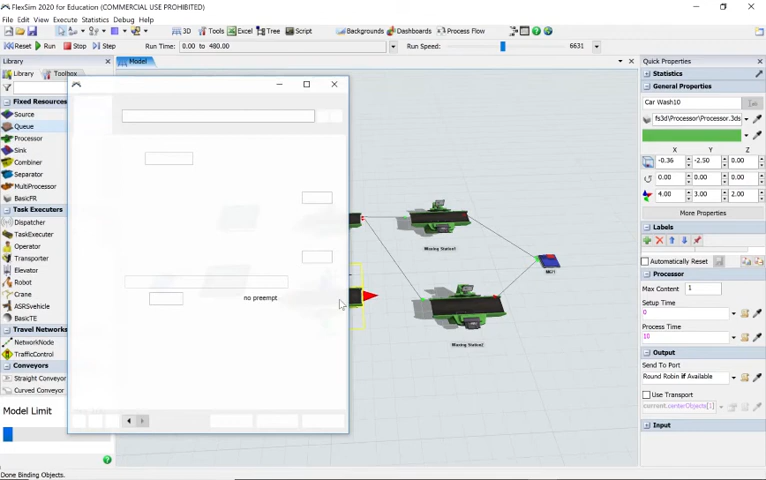 FlexSim 2020 for Education (COMMERCIAL USE PROHIBITED)
File Edit View Build Execute Statistics Debug Help
3D Tools Excel Tree Script Backgrounds Dashboards Process Flow
Reset Run Stop Step Run Time: 0.00 to 480.00 Run Speed: 6631
Library
Library Toolbox
Fixed Resources
Source
Queue
Processor
Sink
Combiner
Separator
MultiProcessor
BasicFR
Task Executers
Dispatcher
TaskExecuter
Operator
Transporter
Elevator
Robot
Crane
ASRSvehicle
BasicTE
Travel Networks
NetworkNode
TrafficControl
Conveyors
Straight Conveyor
Curved Conveyor
Model Limit
Done Binding Objects.
Model
no preempt
Quick Properties
Statistics
General Properties
Car Wash10
fs3d\Processor\Processor.3ds
X Y Z
-0.36 -2.50 0.00
0.00 0.00 0.00
4.00 3.00 2.00
More Properties
Labels
Automatically Reset
Processor
Max Content 1
Setup Time
0
Process Time
10
Output
Send To Port
Round Robin if Available
Use Transport
current.centerObjects[1]
Input